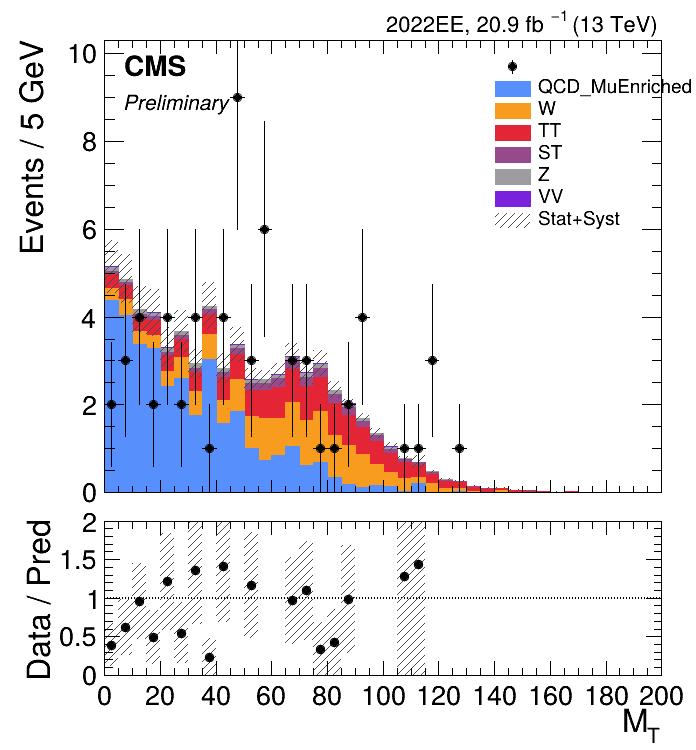 2022EE, 20.9 fb⁻¹ (13 TeV)
CMS
Preliminary
QCD_MuEnriched
W
TT
ST
Z
VV
Stat+Syst
Events / 5 GeV
10
8
6
4
2
0
Data / Pred
2
1.5
1
0.5
0
0 20 40 60 80 100 120 140 160 180 200
M_T